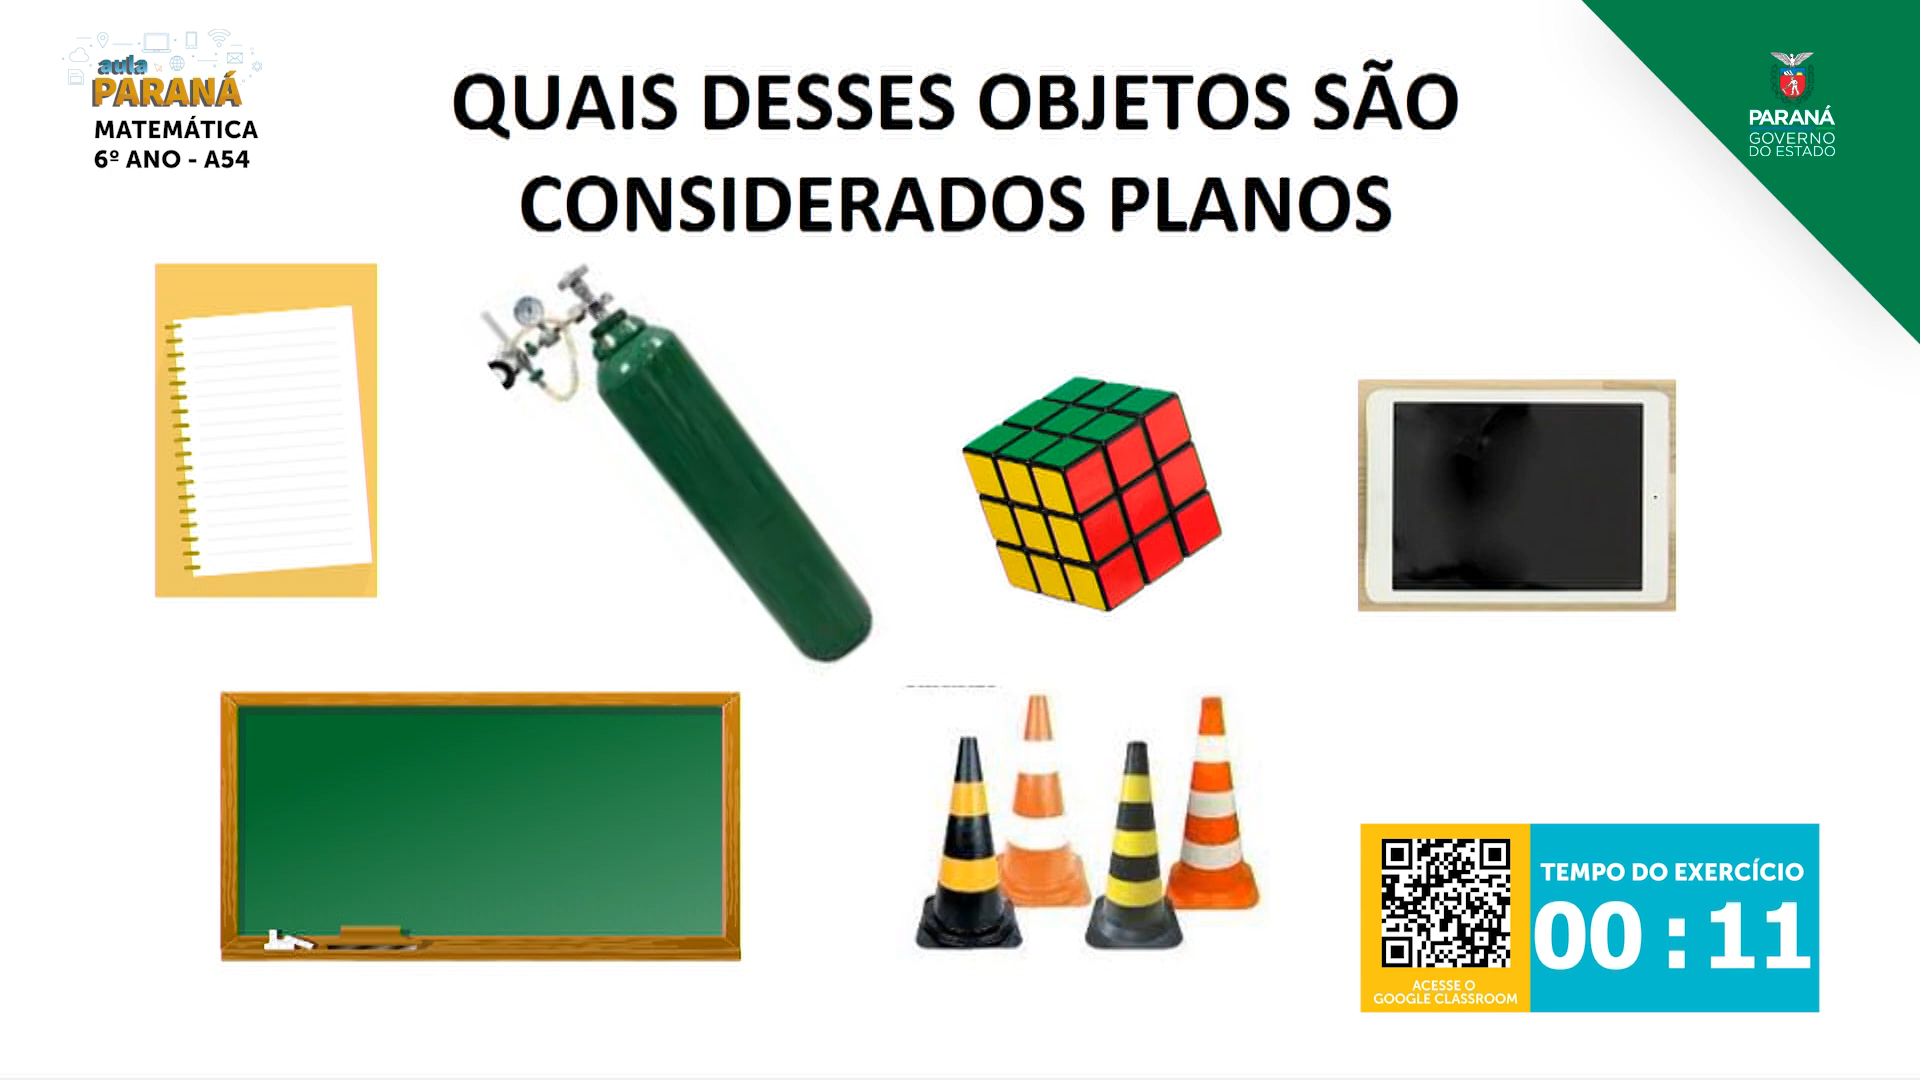 aula
PARANÁ
MATEMÁTICA
6º ANO - A54
QUAIS DESSES OBJETOS SÃO
CONSIDERADOS PLANOS
PARANÁ
GOVERNO
DO ESTADO
TEMPO DO EXERCÍCIO
00:11
ACESSE O
GOOGLE CLASSROOM